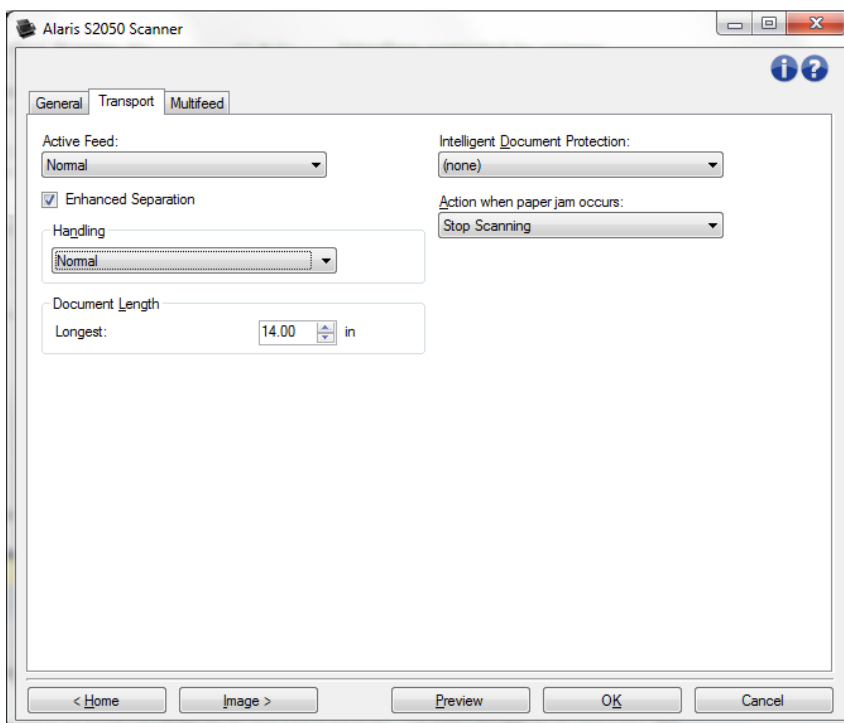 Alaris S2050 Scanner
General Transport Multifeed
Active Feed:
Normal
Enhanced Separation
Handling
Normal
Document Length
Longest: 14.00 in
Intelligent Document Protection:
(none)
Action when paper jam occurs:
Stop Scanning
< Home Image > Preview OK Cancel